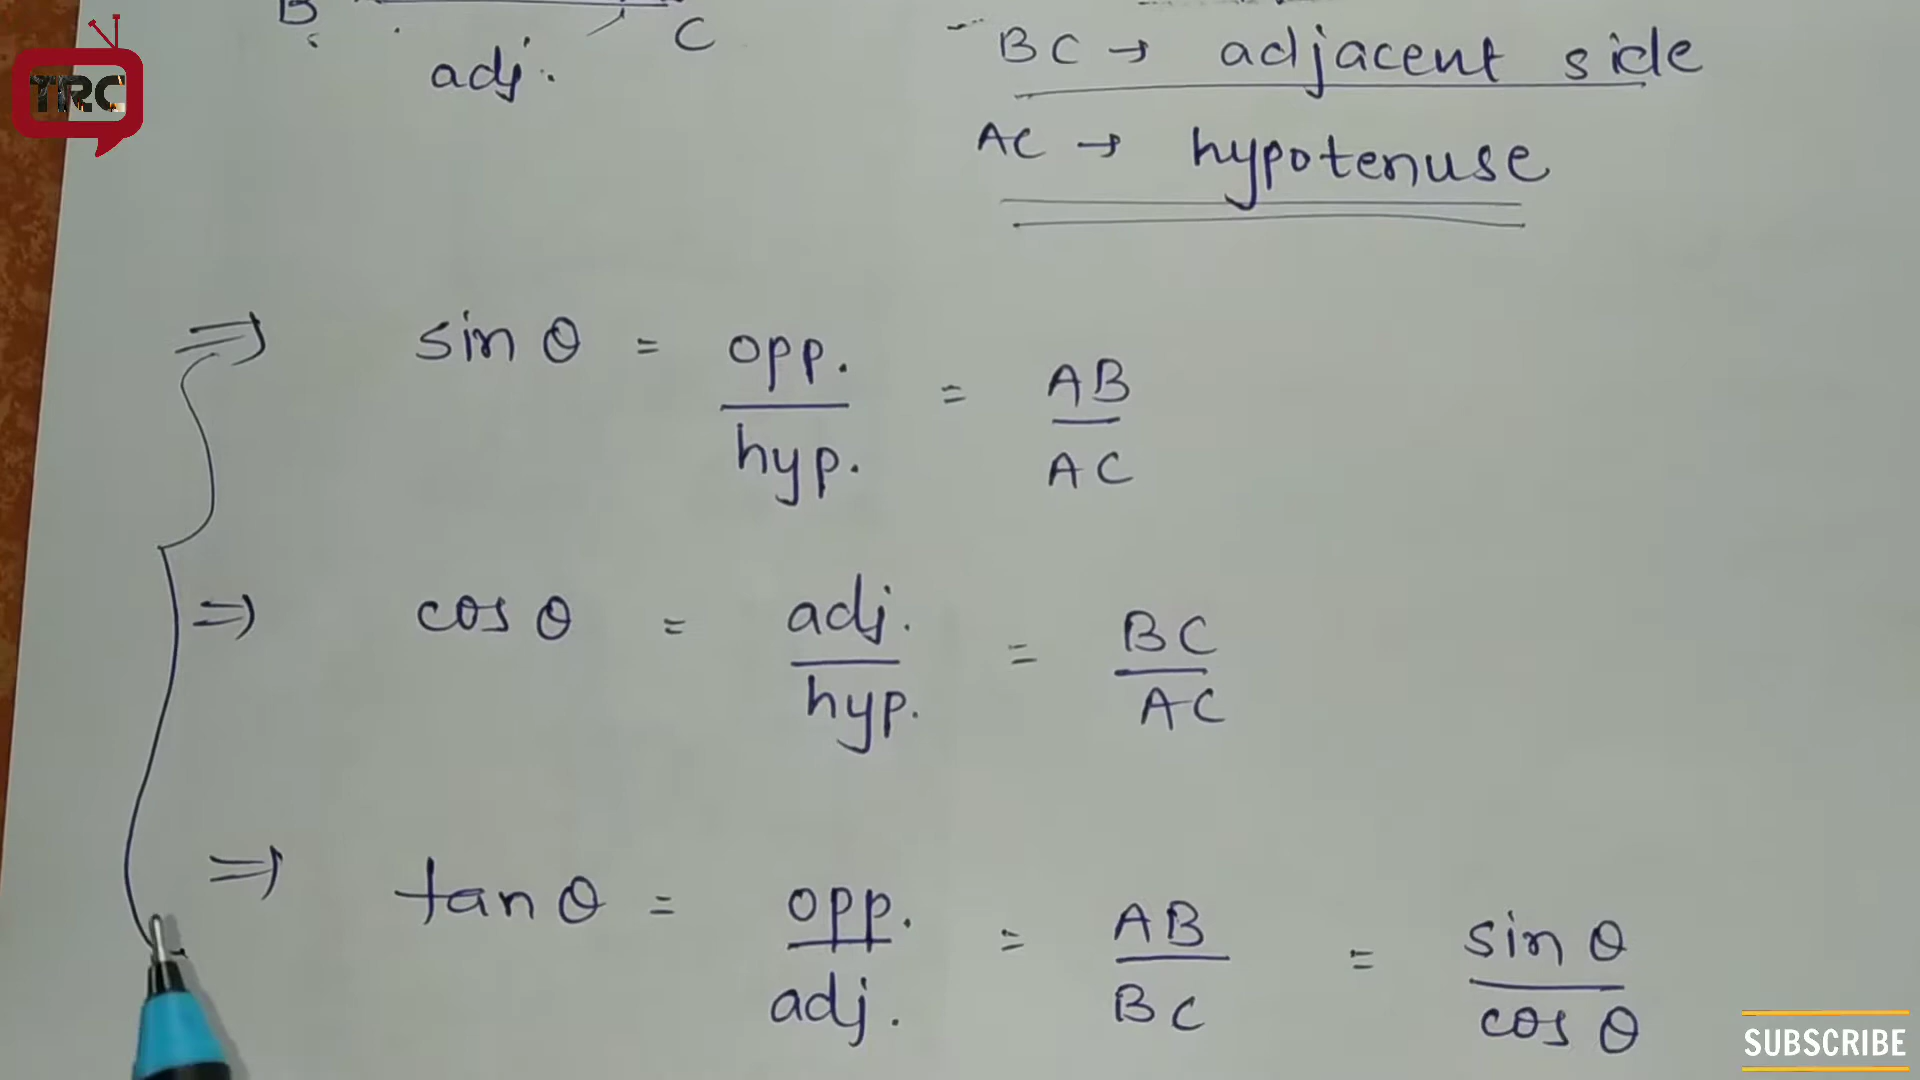 B
C
adj.
BC → adjacent side
AC → hypotenuse
TRC
⇒ sin θ = opp. / hyp. = AB / AC
⇒ cos θ = adj. / hyp. = BC / AC
⇒ tan θ = opp. / adj. = AB / BC = sin θ / cos θ
SUBSCRIBE